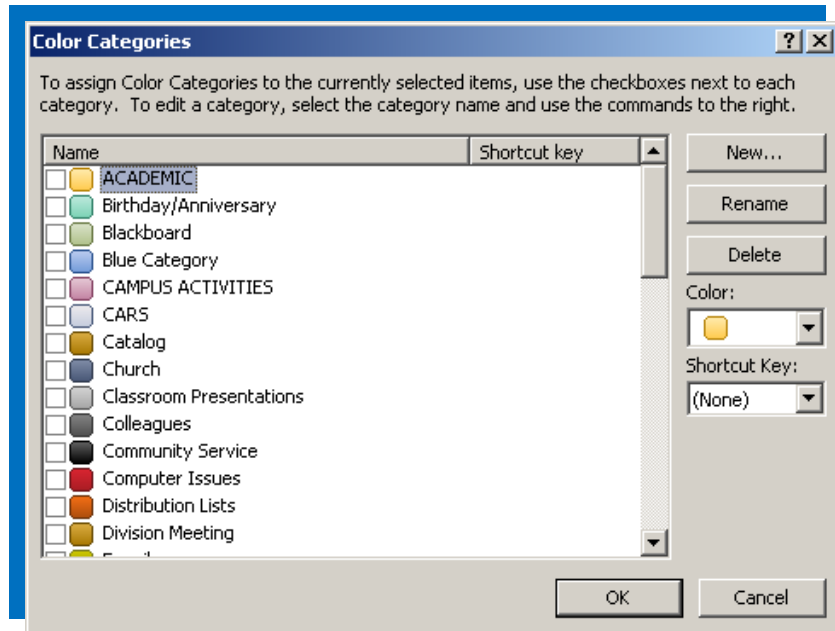 Color Categories
To assign Color Categories to the currently selected items, use the checkboxes next to each
category. To edit a category, select the category name and use the commands to the right.
Name Shortcut key
ACADEMIC
Birthday/Anniversary
Blackboard
Blue Category
CAMPUS ACTIVITIES
CARS
Catalog
Church
Classroom Presentations
Colleagues
Community Service
Computer Issues
Distribution Lists
Division Meeting
New...
Rename
Delete
Color:
Shortcut Key:
(None)
OK Cancel